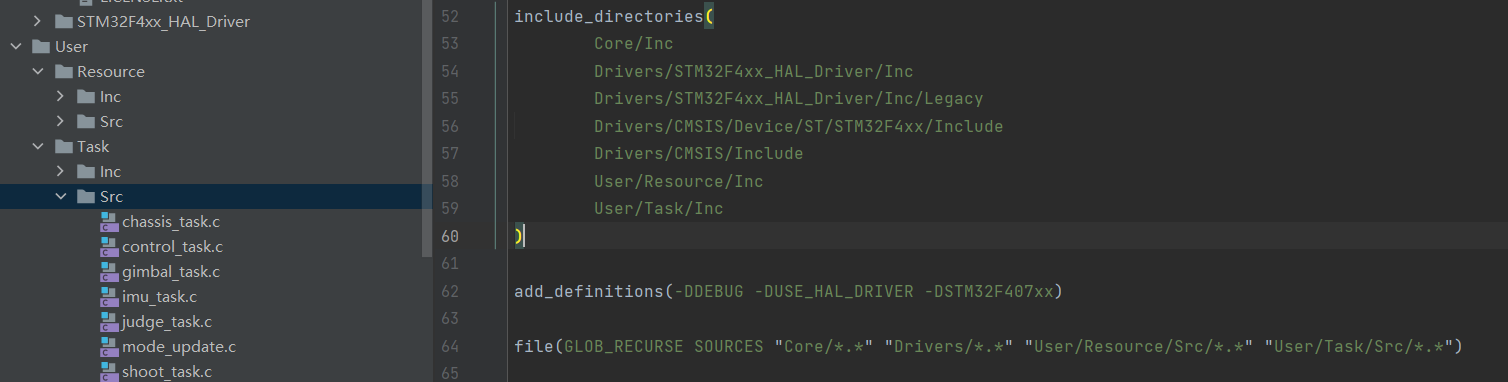 STM32F4xx_HAL_Driver
User
Resource
Inc
Src
Task
Inc
Src
chassis_task.c
control_task.c
gimbal_task.c
imu_task.c
judge_task.c
mode_update.c
shoot_task.c
52 include_directories(
53 Core/Inc
54 Drivers/STM32F4xx_HAL_Driver/Inc
55 Drivers/STM32F4xx_HAL_Driver/Inc/Legacy
56 Drivers/CMSIS/Device/ST/STM32F4xx/Include
57 Drivers/CMSIS/Include
58 User/Resource/Inc
59 User/Task/Inc
60 )
61
62 add_definitions(-DDEBUG -DUSE_HAL_DRIVER -DSTM32F407xx)
63
64 file(GLOB_RECURSE SOURCES "Core/*.*" "Drivers/*.*" "User/Resource/Src/*.*" "User/Task/Src/*.*")
65